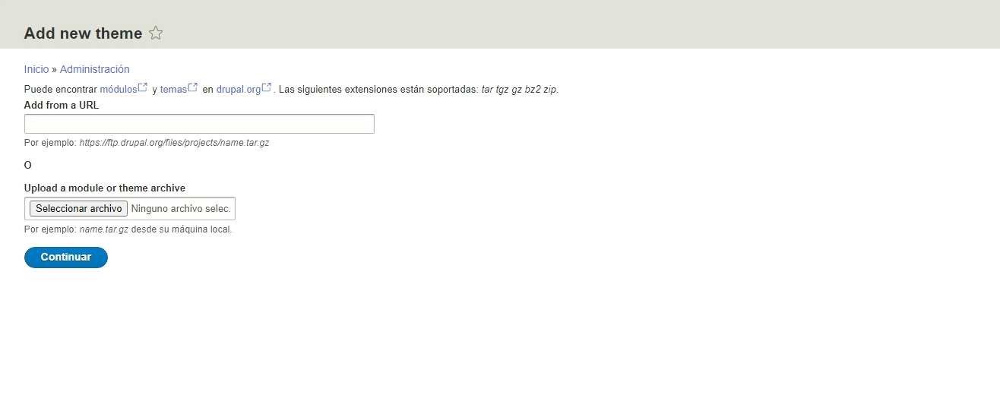 Add new theme
Inicio » Administración
Puede encontrar módulos y temas en drupal.org. Las siguientes extensiones están soportadas: tar tgz gz bz2 zip.
Add from a URL
Por ejemplo: https://ftp.drupal.org/files/projects/name.tar.gz
O
Upload a module or theme archive
Seleccionar archivo Ninguno archivo selec.
Por ejemplo: name.tar.gz desde su máquina local.
Continuar